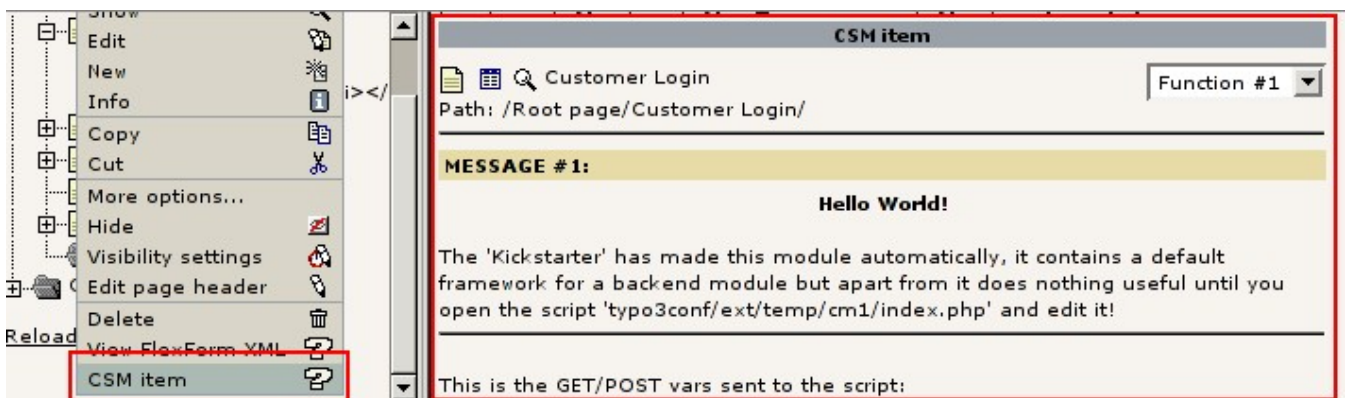 Show
Edit
New
Info
Copy
Cut
More options...
Hide
Visibility settings
Edit page header
Delete
View FlexForm XML
CSM item
i></
Reload
CSM item
Customer Login
Function #1
Path: /Root page/Customer Login/
MESSAGE #1:
Hello World!
The 'Kickstarter' has made this module automatically, it contains a default
framework for a backend module but apart from it does nothing useful until you
open the script 'typo3conf/ext/temp/cm1/index.php' and edit it!
This is the GET/POST vars sent to the script: